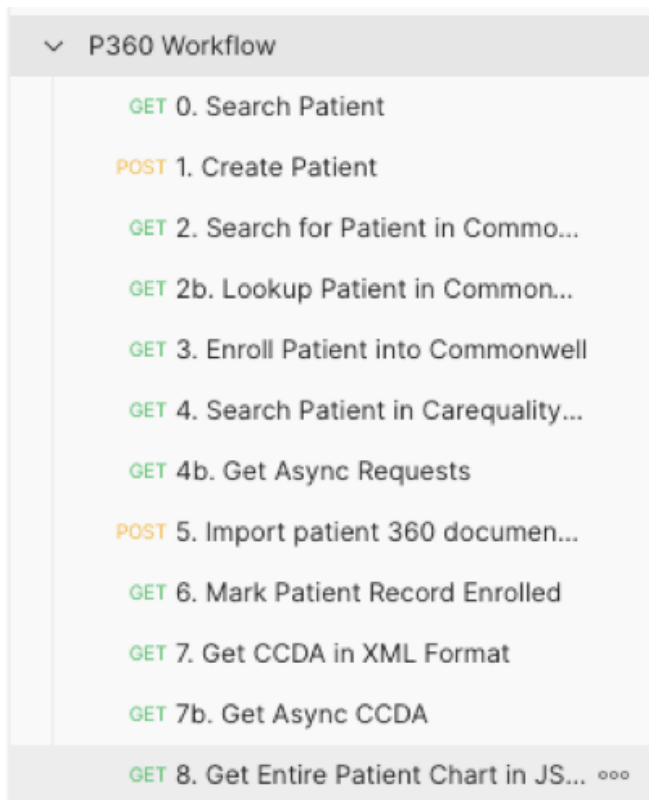 P360 Workflow
GET 0. Search Patient
POST 1. Create Patient
GET 2. Search for Patient in Commo...
GET 2b. Lookup Patient in Common...
GET 3. Enroll Patient into Commonwell
GET 4. Search Patient in Carequality...
GET 4b. Get Async Requests
POST 5. Import patient 360 documen...
GET 6. Mark Patient Record Enrolled
GET 7. Get CCDA in XML Format
GET 7b. Get Async CCDA
GET 8. Get Entire Patient Chart in JS...